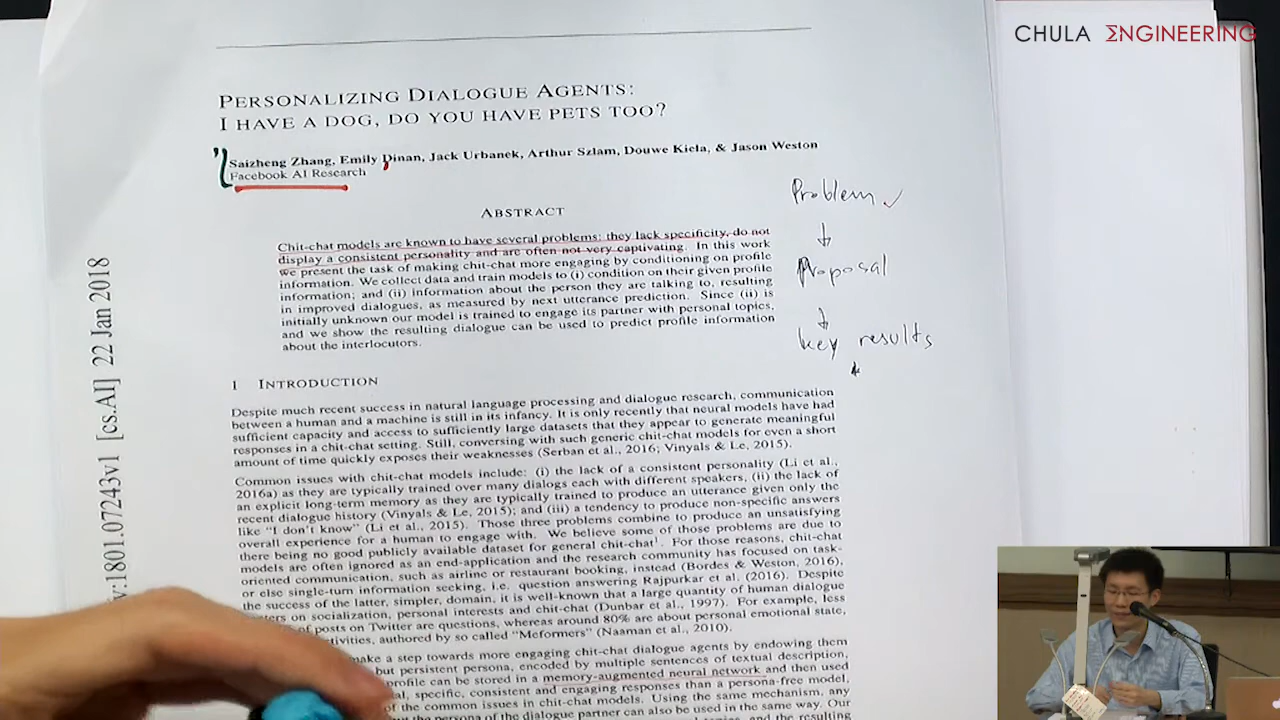 CHULA ΣNGINEERING
PERSONALIZING DIALOGUE AGENTS:
I HAVE A DOG, DO YOU HAVE PETS TOO?
Saizheng Zhang, Emily Dinan, Jack Urbanek, Arthur Szlam, Douwe Kiela, & Jason Weston
Facebook AI Research
Problem
Proposal
key results
ABSTRACT
Chit-chat models are known to have several problems: they lack specificity, do not
display a consistent personality and are often not very captivating. In this work
we present the task of making chit-chat more engaging by conditioning on profile
information. We collect data and train models to (i) condition on their given profile
information; and (ii) information about the person they are talking to, resulting
in improved dialogues, as measured by next utterance prediction. Since (ii) is
initially unknown our model is trained to engage its partner with personal topics,
and we show the resulting dialogue can be used to predict profile information
about the interlocutors.
:1801.07243v1 [cs.AI] 22 Jan 2018
1 INTRODUCTION
Despite much recent success in natural language processing and dialogue research, communication
between a human and a machine is still in its infancy. It is only recently that neural models have had
sufficient capacity and access to sufficiently large datasets that they appear to generate meaningful
responses in a chit-chat setting. Still, conversing with such generic chit-chat models for even a short
amount of time quickly exposes their weaknesses (Serban et al., 2016; Vinyals & Le, 2015).
Common issues with chit-chat models include: (i) the lack of a consistent personality (Li et al.,
2016a) as they are typically trained over many dialogs each with different speakers, (ii) the lack of
an explicit long-term memory as they are typically trained to produce an utterance given only the
recent dialogue history (Vinyals & Le, 2015); and (iii) a tendency to produce non-specific answers
like "I don't know" (Li et al., 2015). Those three problems combine to produce an unsatisfying
overall experience for a human to engage with. We believe some of those problems are due to
there being no good publicly available dataset for general chit-chat¹. For those reasons, chit-chat
models are often ignored as an end-application and the research community has focused on task-
oriented communication, such as airline or restaurant booking, instead (Bordes & Weston, 2016),
or else single-turn information seeking, i.e. question answering Rajpurkar et al. (2016). Despite
the success of the latter, simpler, domain, it is well-known that a large quantity of human dialogue
on socialization, personal interests and chit-chat (Dunbar et al., 1997). For example, less
of posts on Twitter are questions, whereas around 80% are about personal emotional state,
authored by so called "Meformers" (Naaman et al., 2010).
make a step towards more engaging chit-chat dialogue agents by endowing them
but persistent persona, encoded by multiple sentences of textual description,
profile can be stored in a memory-augmented neural network and then used
specific, consistent and engaging responses than a persona-free model,
of the common issues in chit-chat models. Using the same mechanism, any
the persona of the dialogue partner can also be used in the same way. Our
and the resulting